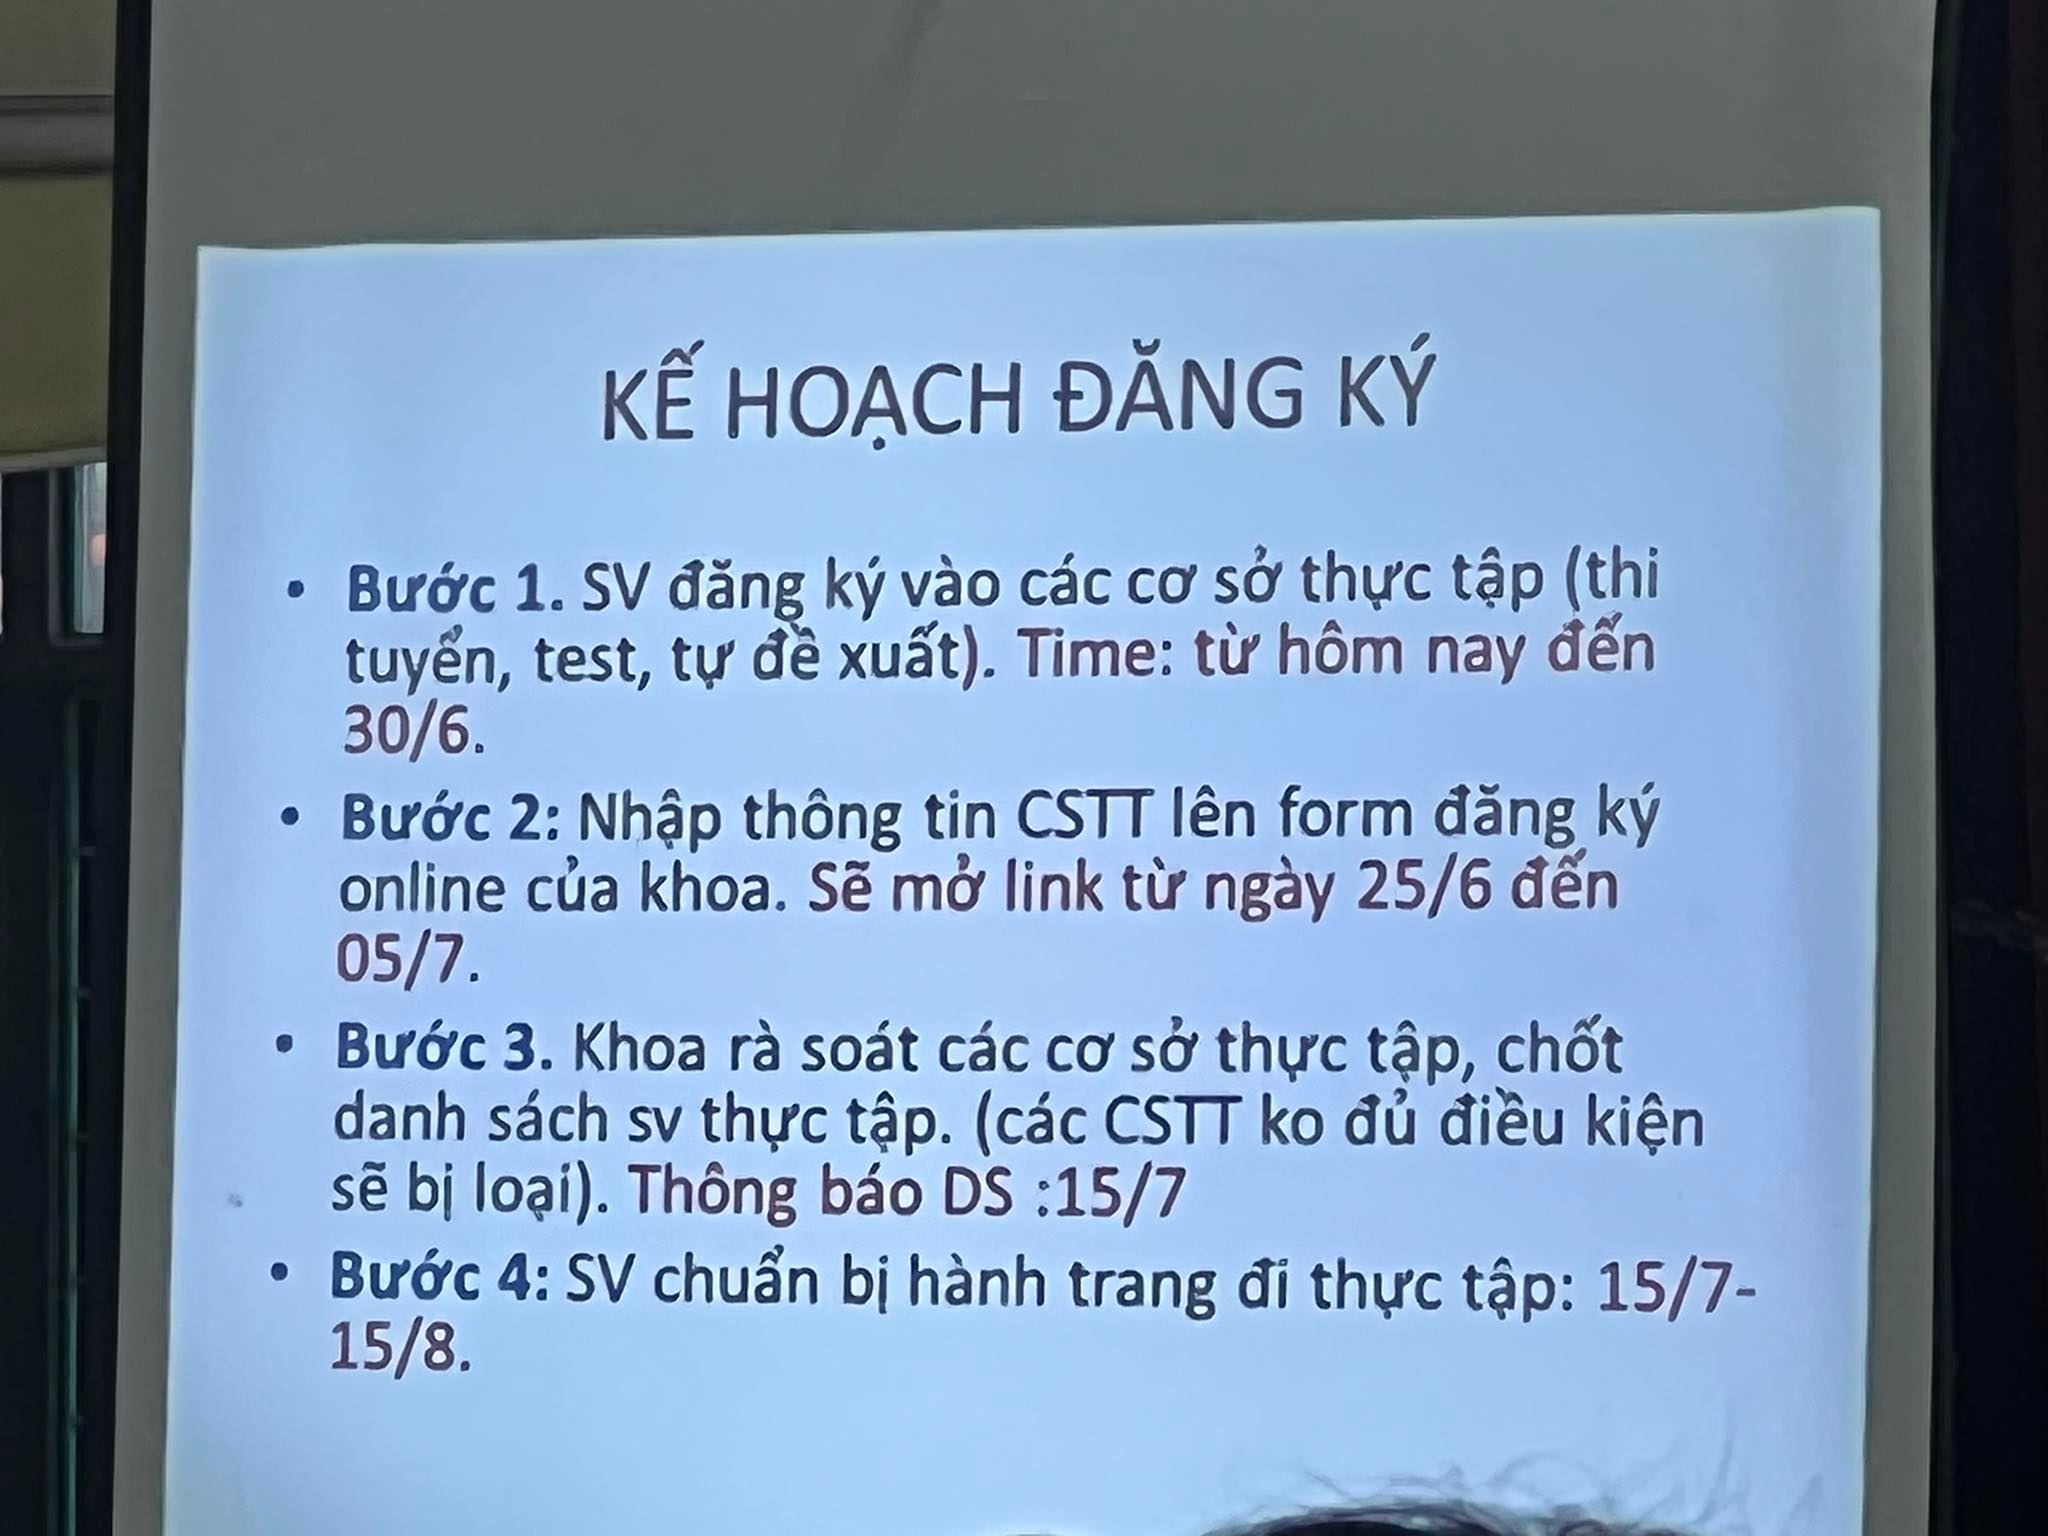 KẾ HOẠCH ĐĂNG KÝ
• Bước 1. SV đăng ký vào các cơ sở thực tập (thi
tuyển, test, tự đề xuất). Time: từ hôm nay đến
30/6.
• Bước 2: Nhập thông tin CSTT lên form đăng ký
online của khoa. Sẽ mở link từ ngày 25/6 đến
05/7.
• Bước 3. Khoa rà soát các cơ sở thực tập, chốt
danh sách sv thực tập. (các CSTT ko đủ điều kiện
sẽ bị loại). Thông báo DS :15/7
• Bước 4: SV chuẩn bị hành trang đi thực tập: 15/7-
15/8.